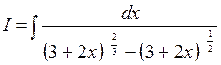 I = ∫ dx / ((3 + 2x)^{2/3} − (3 + 2x)^{1/2})